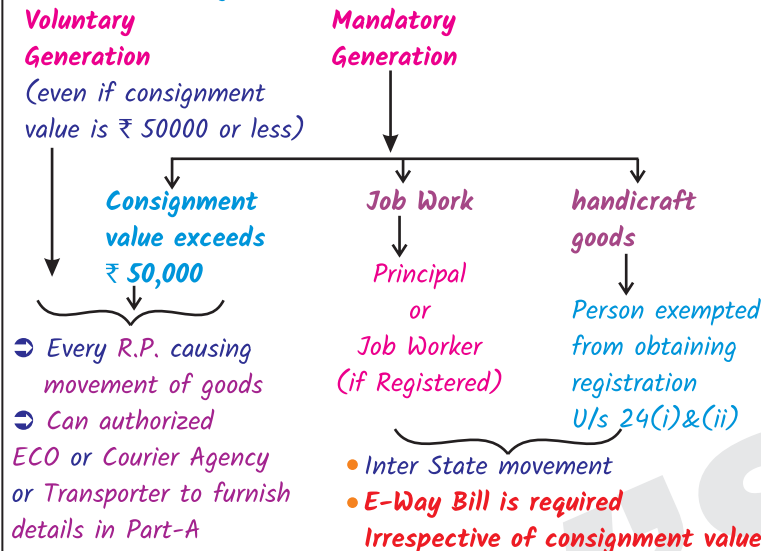 Voluntary
Generation
(even if consignment
value is ₹ 50000 or less)
Mandatory
Generation
Consignment
value exceeds
₹ 50,000
Job Work
Principal
or
Job Worker
(if Registered)
handicraft
goods
Person exempted
from obtaining
registration
U/s 24(i)&(ii)
➲ Every R.P. causing
movement of goods
➲ Can authorized
ECO or Courier Agency
or Transporter to furnish
details in Part-A
• Inter State movement
• E-Way Bill is required
Irrespective of consignment value